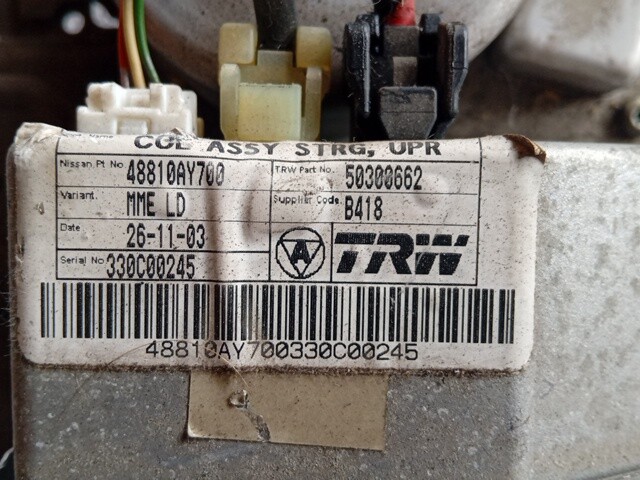 COL ASSY STRG, UPR
Nissan Pt No. 48810AY700 TRW Part No. 50300662
Variant. MME LD Supplier Code. B418
Date 26-11-03
A TRW
Serial No 330C00245
48810AY700330C00245